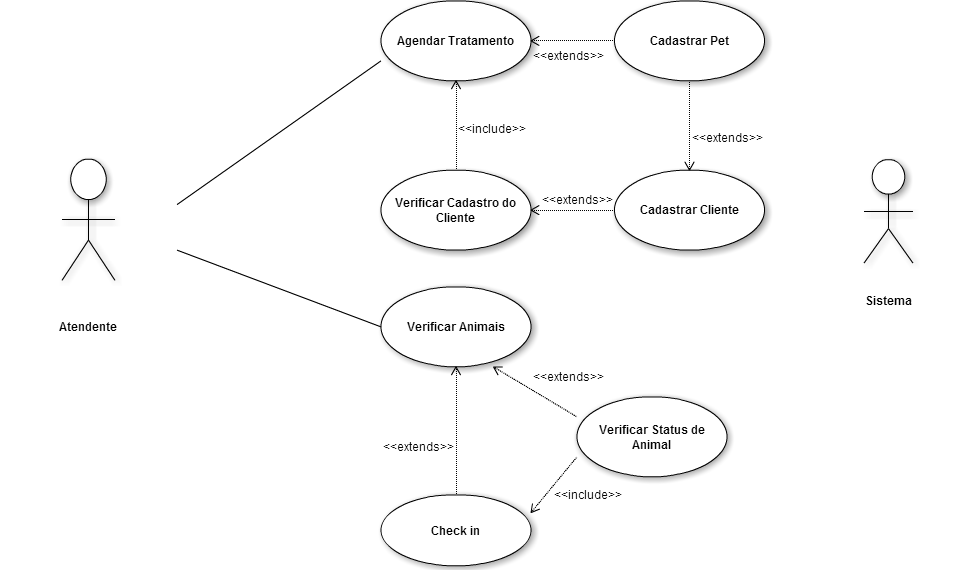 Agendar Tratamento
Cadastrar Pet
<<extends>>
<<include>>
<<extends>>
Verificar Cadastro do
Cliente
<<extends>>
Cadastrar Cliente
Atendente
Sistema
Verificar Animais
<<extends>>
<<extends>>
Verificar Status de
Animal
<<include>>
Check in